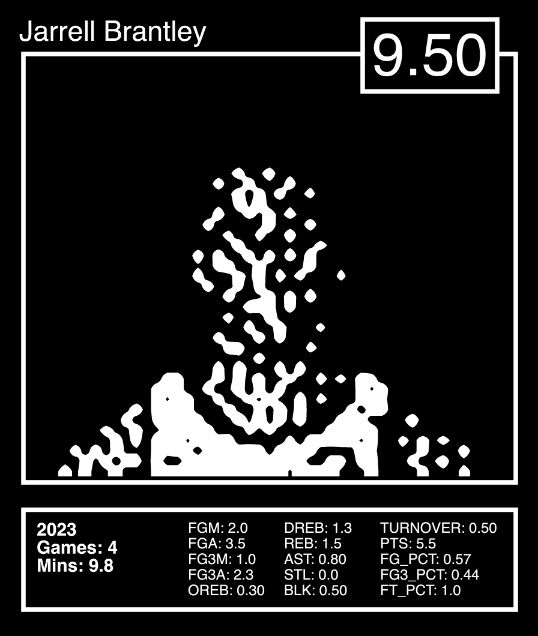 Jarrell Brantley
9.50
2023
Games: 4
Mins: 9.8
FGM: 2.0
FGA: 3.5
FG3M: 1.0
FG3A: 2.3
OREB: 0.30
DREB: 1.3
REB: 1.5
AST: 0.80
STL: 0.0
BLK: 0.50
TURNOVER: 0.50
PTS: 5.5
FG_PCT: 0.57
FG3_PCT: 0.44
FT_PCT: 1.0